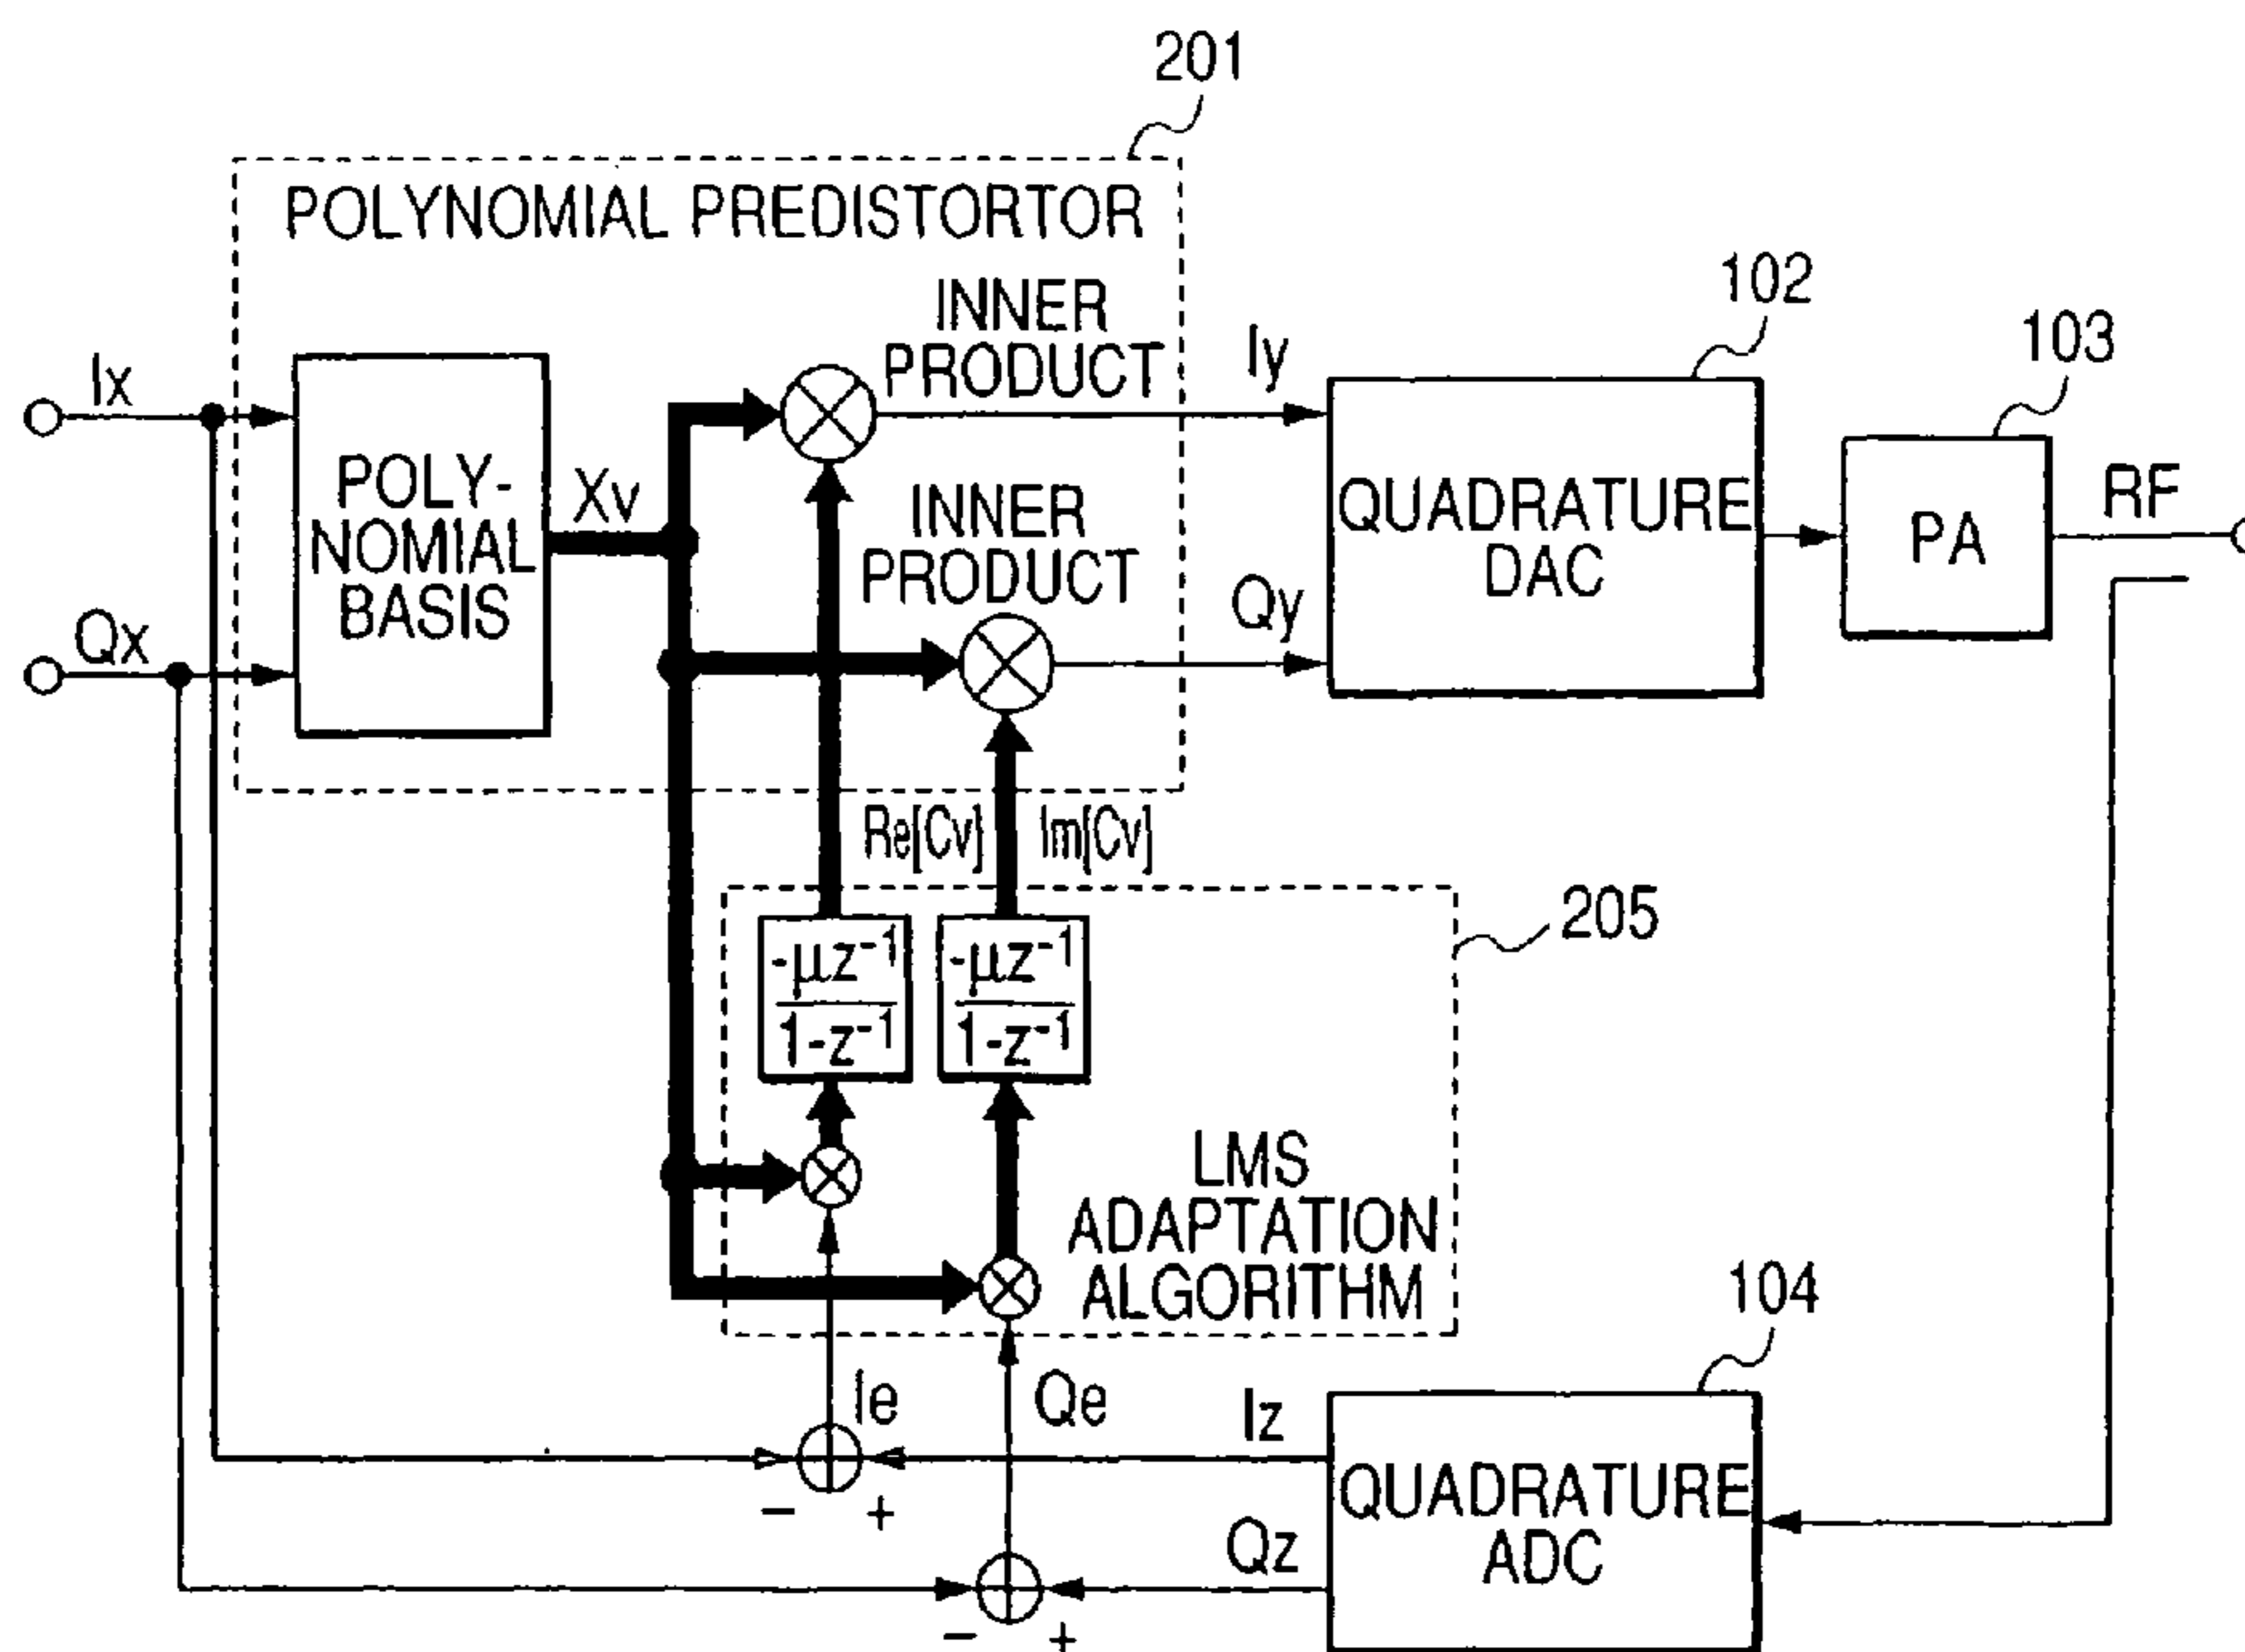 201
POLYNOMIAL PREDISTORTOR
INNER
PRODUCT
102
103
Ix
Iy
POLY-
NOMIAL
BASIS
Xv
INNER
PRODUCT
QUADRATURE
DAC
PA
RF
Qx
Qy
Re[Cv]
Im[Cv]
205
-μz-1
1-z-1
-μz-1
1-z-1
LMS
ADAPTATION
ALGORITHM
104
Ie
Qe
Iz
- +
QUADRATURE
ADC
Qz
- +